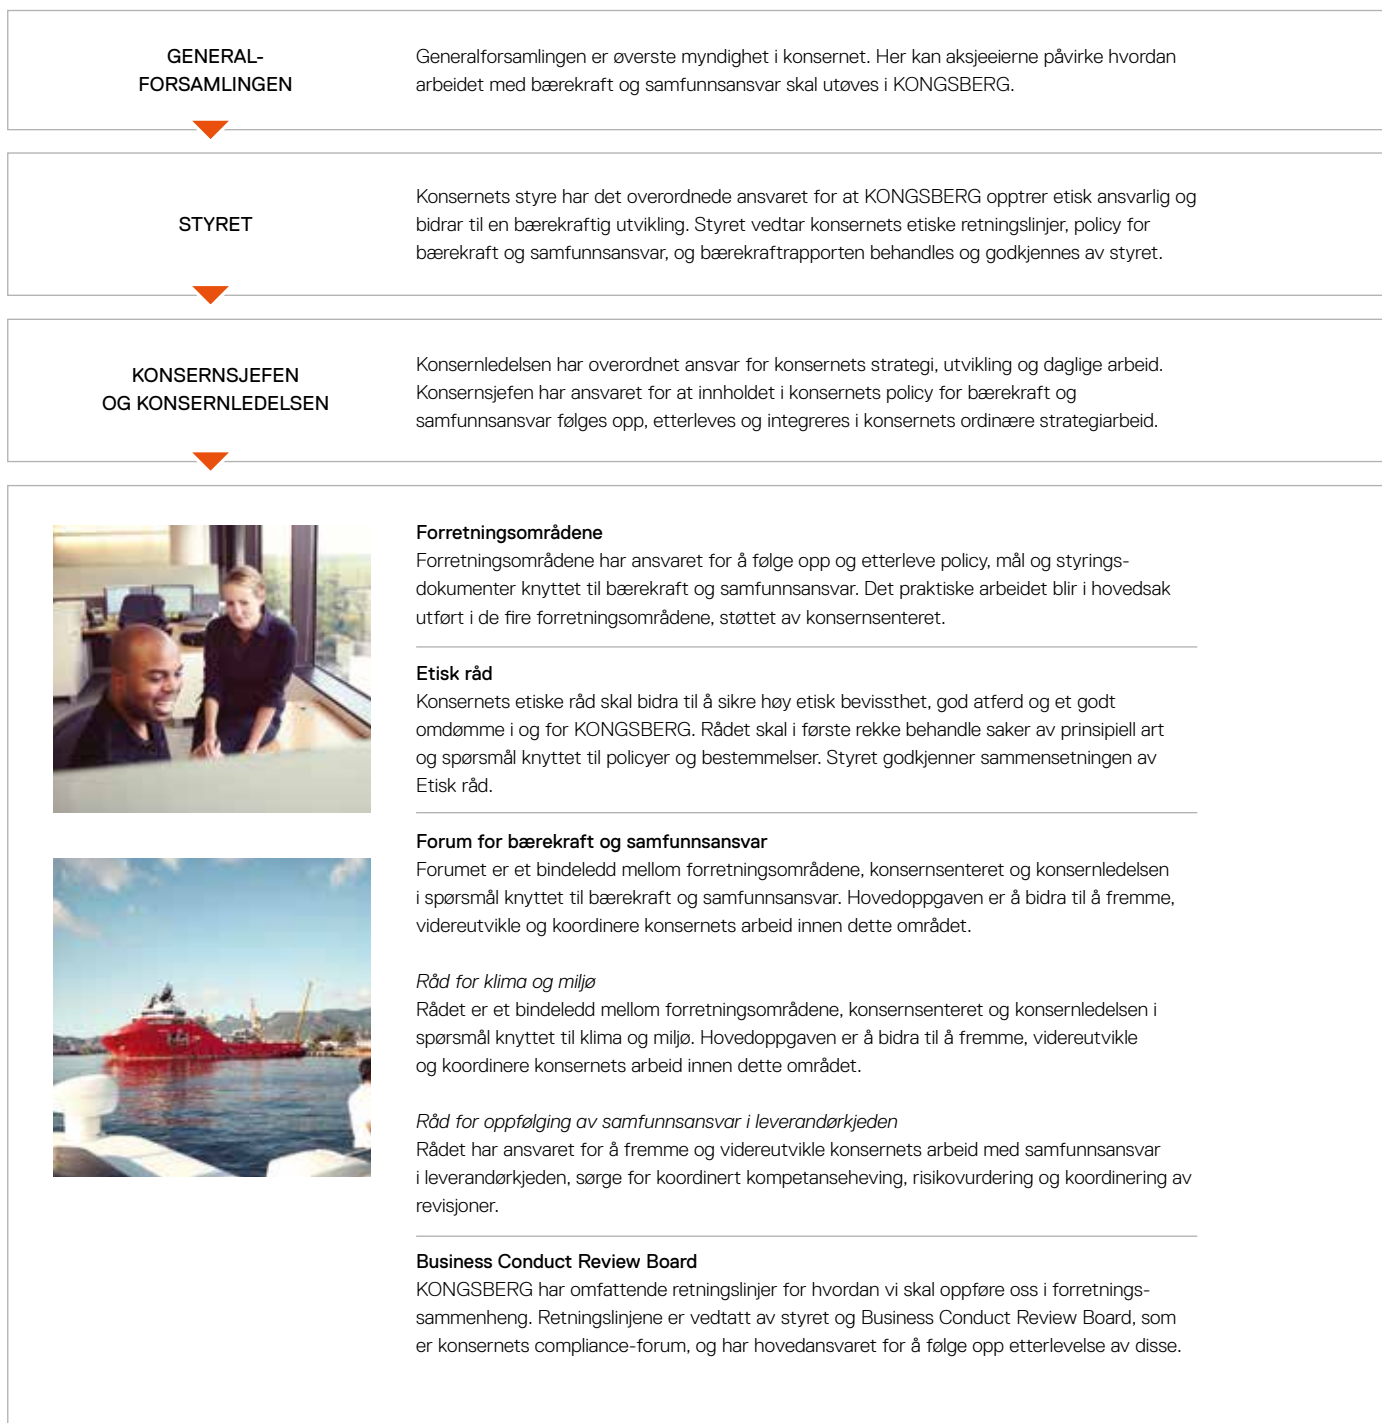 GENERAL-
FORSAMLINGEN
Generalforsamlingen er øverste myndighet i konsernet. Her kan aksjeeierne påvirke hvordan
arbeidet med bærekraft og samfunnsansvar skal utøves i KONGSBERG.
STYRET
Konsernets styre har det overordnede ansvaret for at KONGSBERG opptrer etisk ansvarlig og
bidrar til en bærekraftig utvikling. Styret vedtar konsernets etiske retningslinjer, policy for
bærekraft og samfunnsansvar, og bærekraftrapporten behandles og godkjennes av styret.
KONSERNSJEFEN
OG KONSERNLEDELSEN
Konsernledelsen har overordnet ansvar for konsernets strategi, utvikling og daglige arbeid.
Konsernsjefen har ansvaret for at innholdet i konsernets policy for bærekraft og
samfunnsansvar følges opp, etterleves og integreres i konsernets ordinære strategiarbeid.
Forretningsområdene
Forretningsområdene har ansvaret for å følge opp og etterleve policy, mål og styrings-
dokumenter knyttet til bærekraft og samfunnsansvar. Det praktiske arbeidet blir i hovedsak
utført i de fire forretningsområdene, støttet av konsernsenteret.
Etisk råd
Konsernets etiske råd skal bidra til å sikre høy etisk bevissthet, god atferd og et godt
omdømme i og for KONGSBERG. Rådet skal i første rekke behandle saker av prinsipiell art
og spørsmål knyttet til policyer og bestemmelser. Styret godkjenner sammensetningen av
Etisk råd.
Forum for bærekraft og samfunnsansvar
Forumet er et bindeledd mellom forretningsområdene, konsernsenteret og konsernledelsen
i spørsmål knyttet til bærekraft og samfunnsansvar. Hovedoppgaven er å bidra til å fremme,
videreutvikle og koordinere konsernets arbeid innen dette området.
Råd for klima og miljø
Rådet er et bindeledd mellom forretningsområdene, konsernsenteret og konsernledelsen i
spørsmål knyttet til klima og miljø. Hovedoppgaven er å bidra til å fremme, videreutvikle
og koordinere konsernets arbeid innen dette området.
Råd for oppfølging av samfunnsansvar i leverandørkjeden
Rådet har ansvaret for å fremme og videreutvikle konsernets arbeid med samfunnsansvar
i leverandørkjeden, sørge for koordinert kompetanseheving, risikovurdering og koordinering av
revisjoner.
Business Conduct Review Board
KONGSBERG har omfattende retningslinjer for hvordan vi skal oppføre oss i forretnings-
sammenheng. Retningslinjene er vedtatt av styret og Business Conduct Review Board, som
er konsernets compliance-forum, og har hovedansvaret for å følge opp etterlevelse av disse.